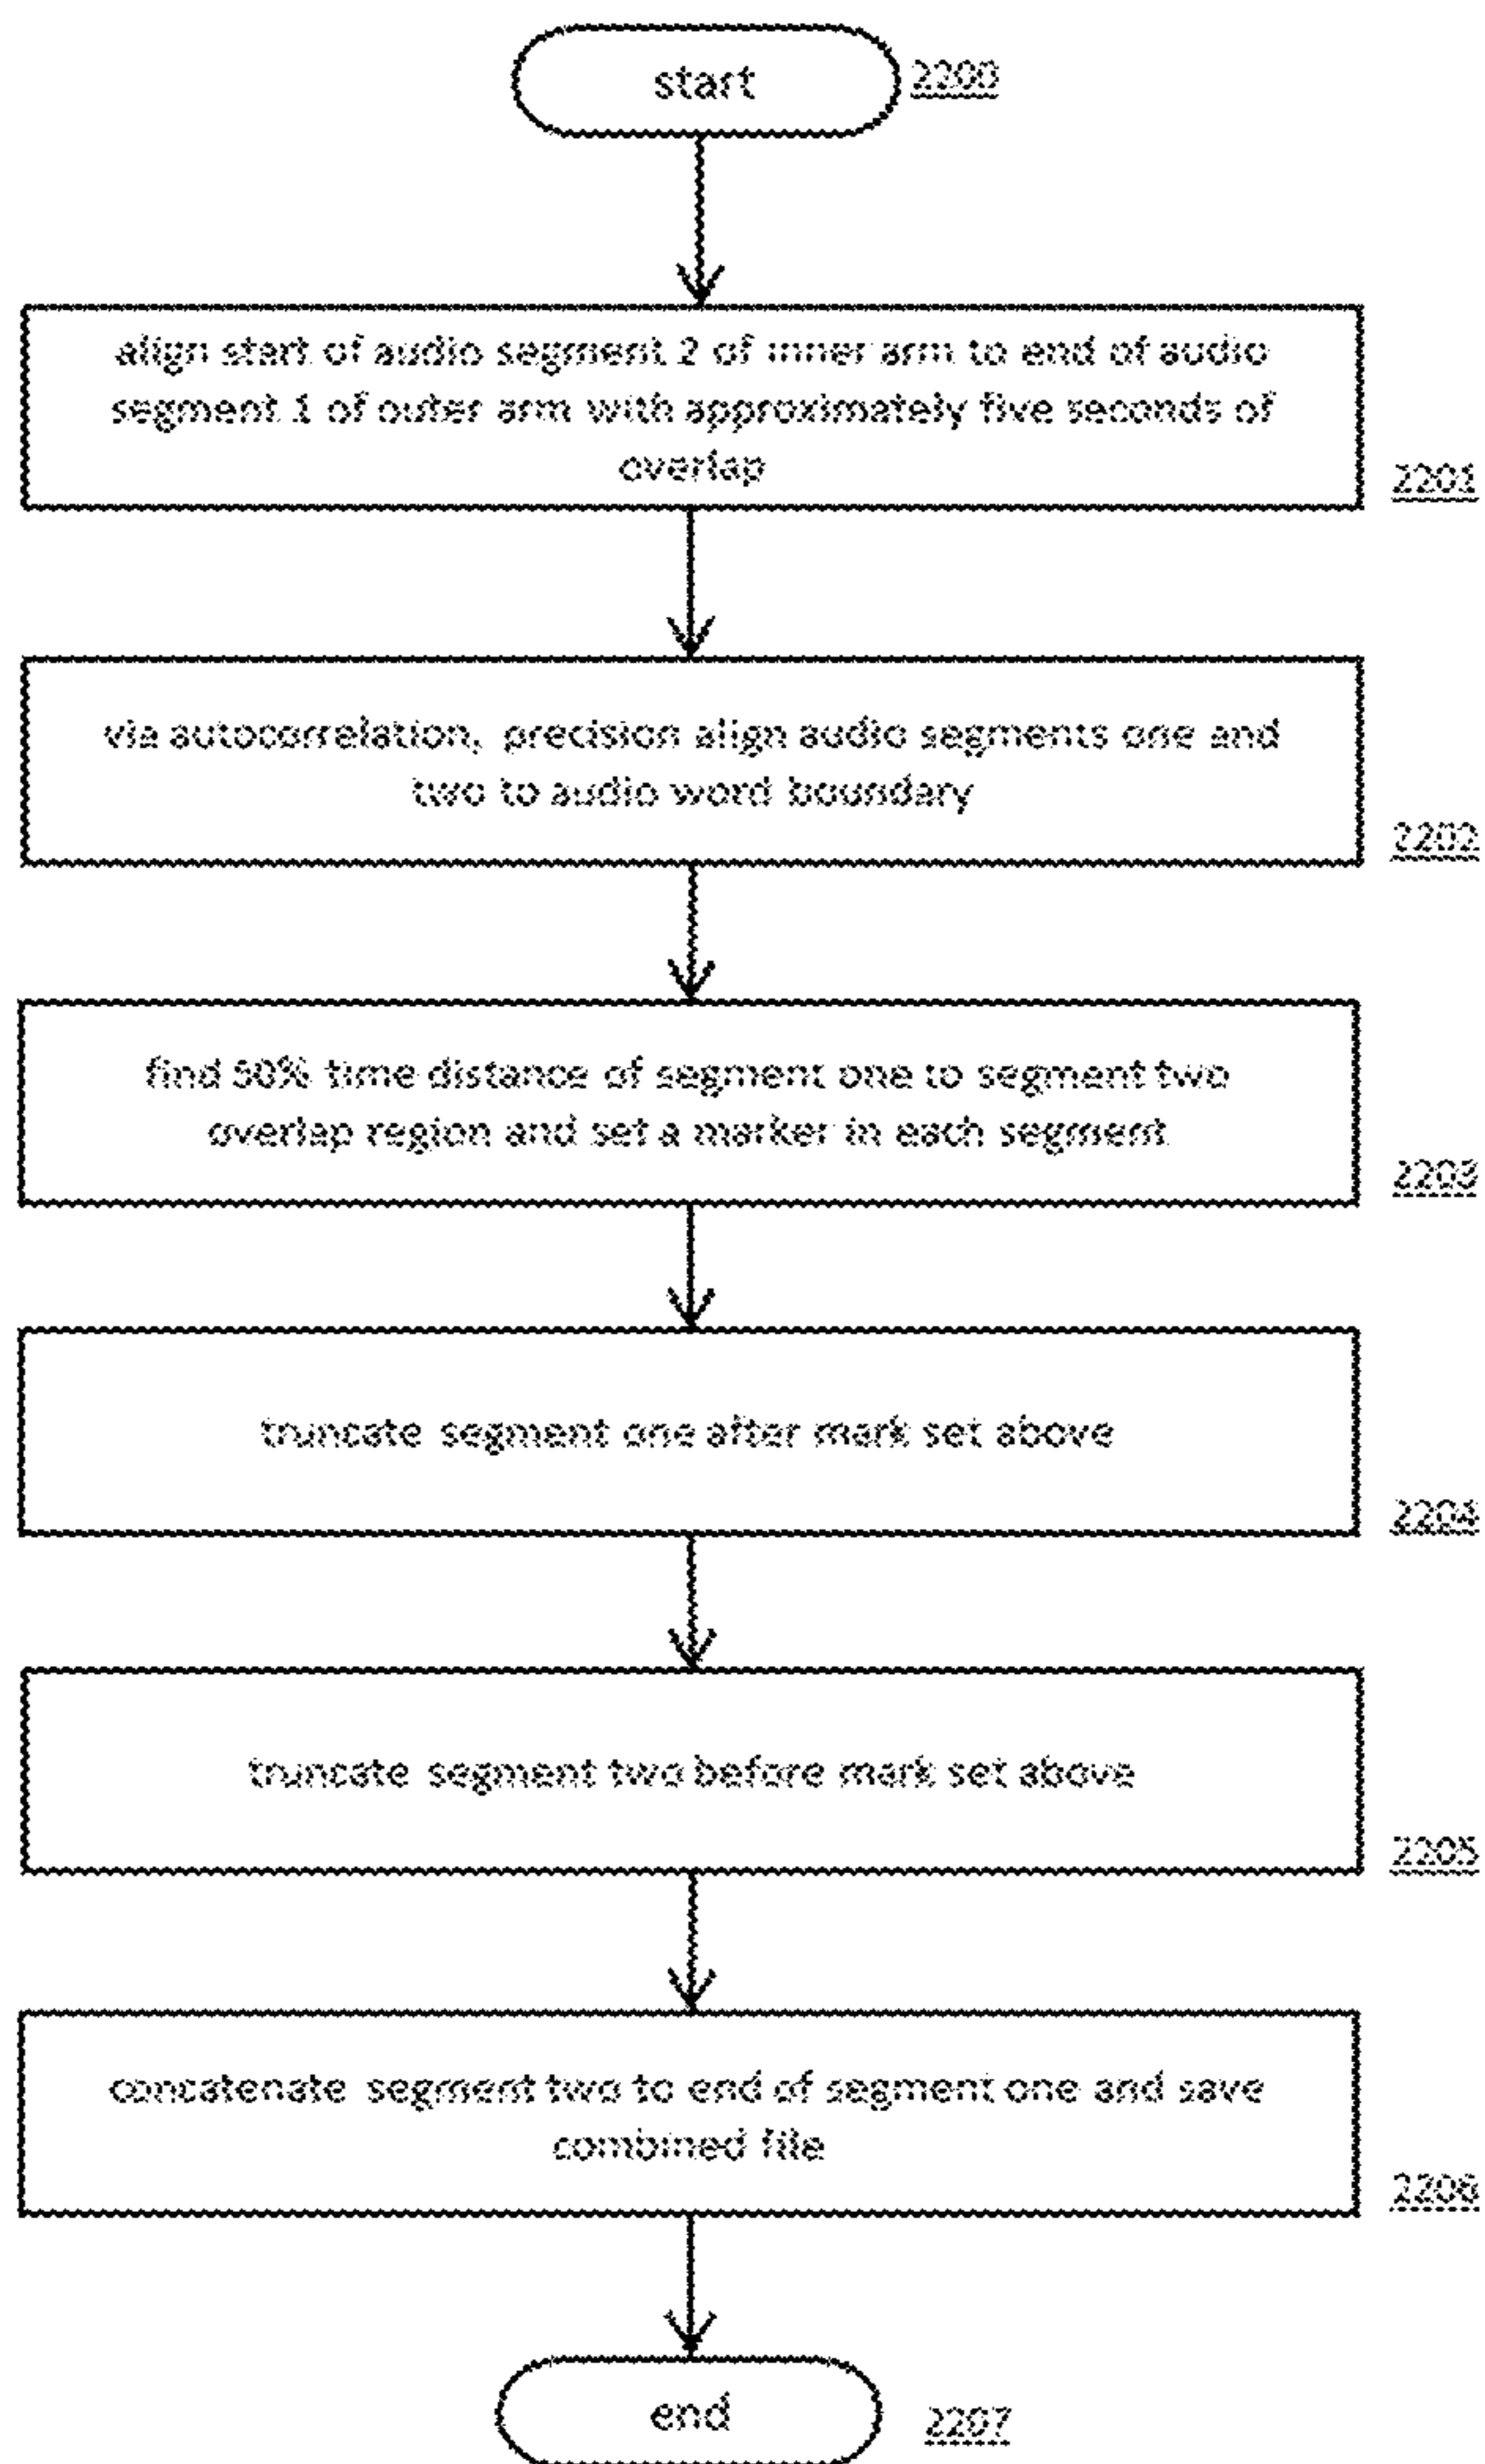 start 2200
align start of audio segment 2 of inner arm to end of audio
segment 1 of outer arm with approximately five seconds of
overlap
2201
via autocorrelation, precision align audio segments one and
two to audio word boundary
2202
find 50% time distance of segment one to segment two
overlap region and set a marker in each segment
2203
truncate segment one after mark set above
2204
truncate segment two before mark set above
2205
concatenate segment two to end of segment one and save
combined file
2206
end 2207